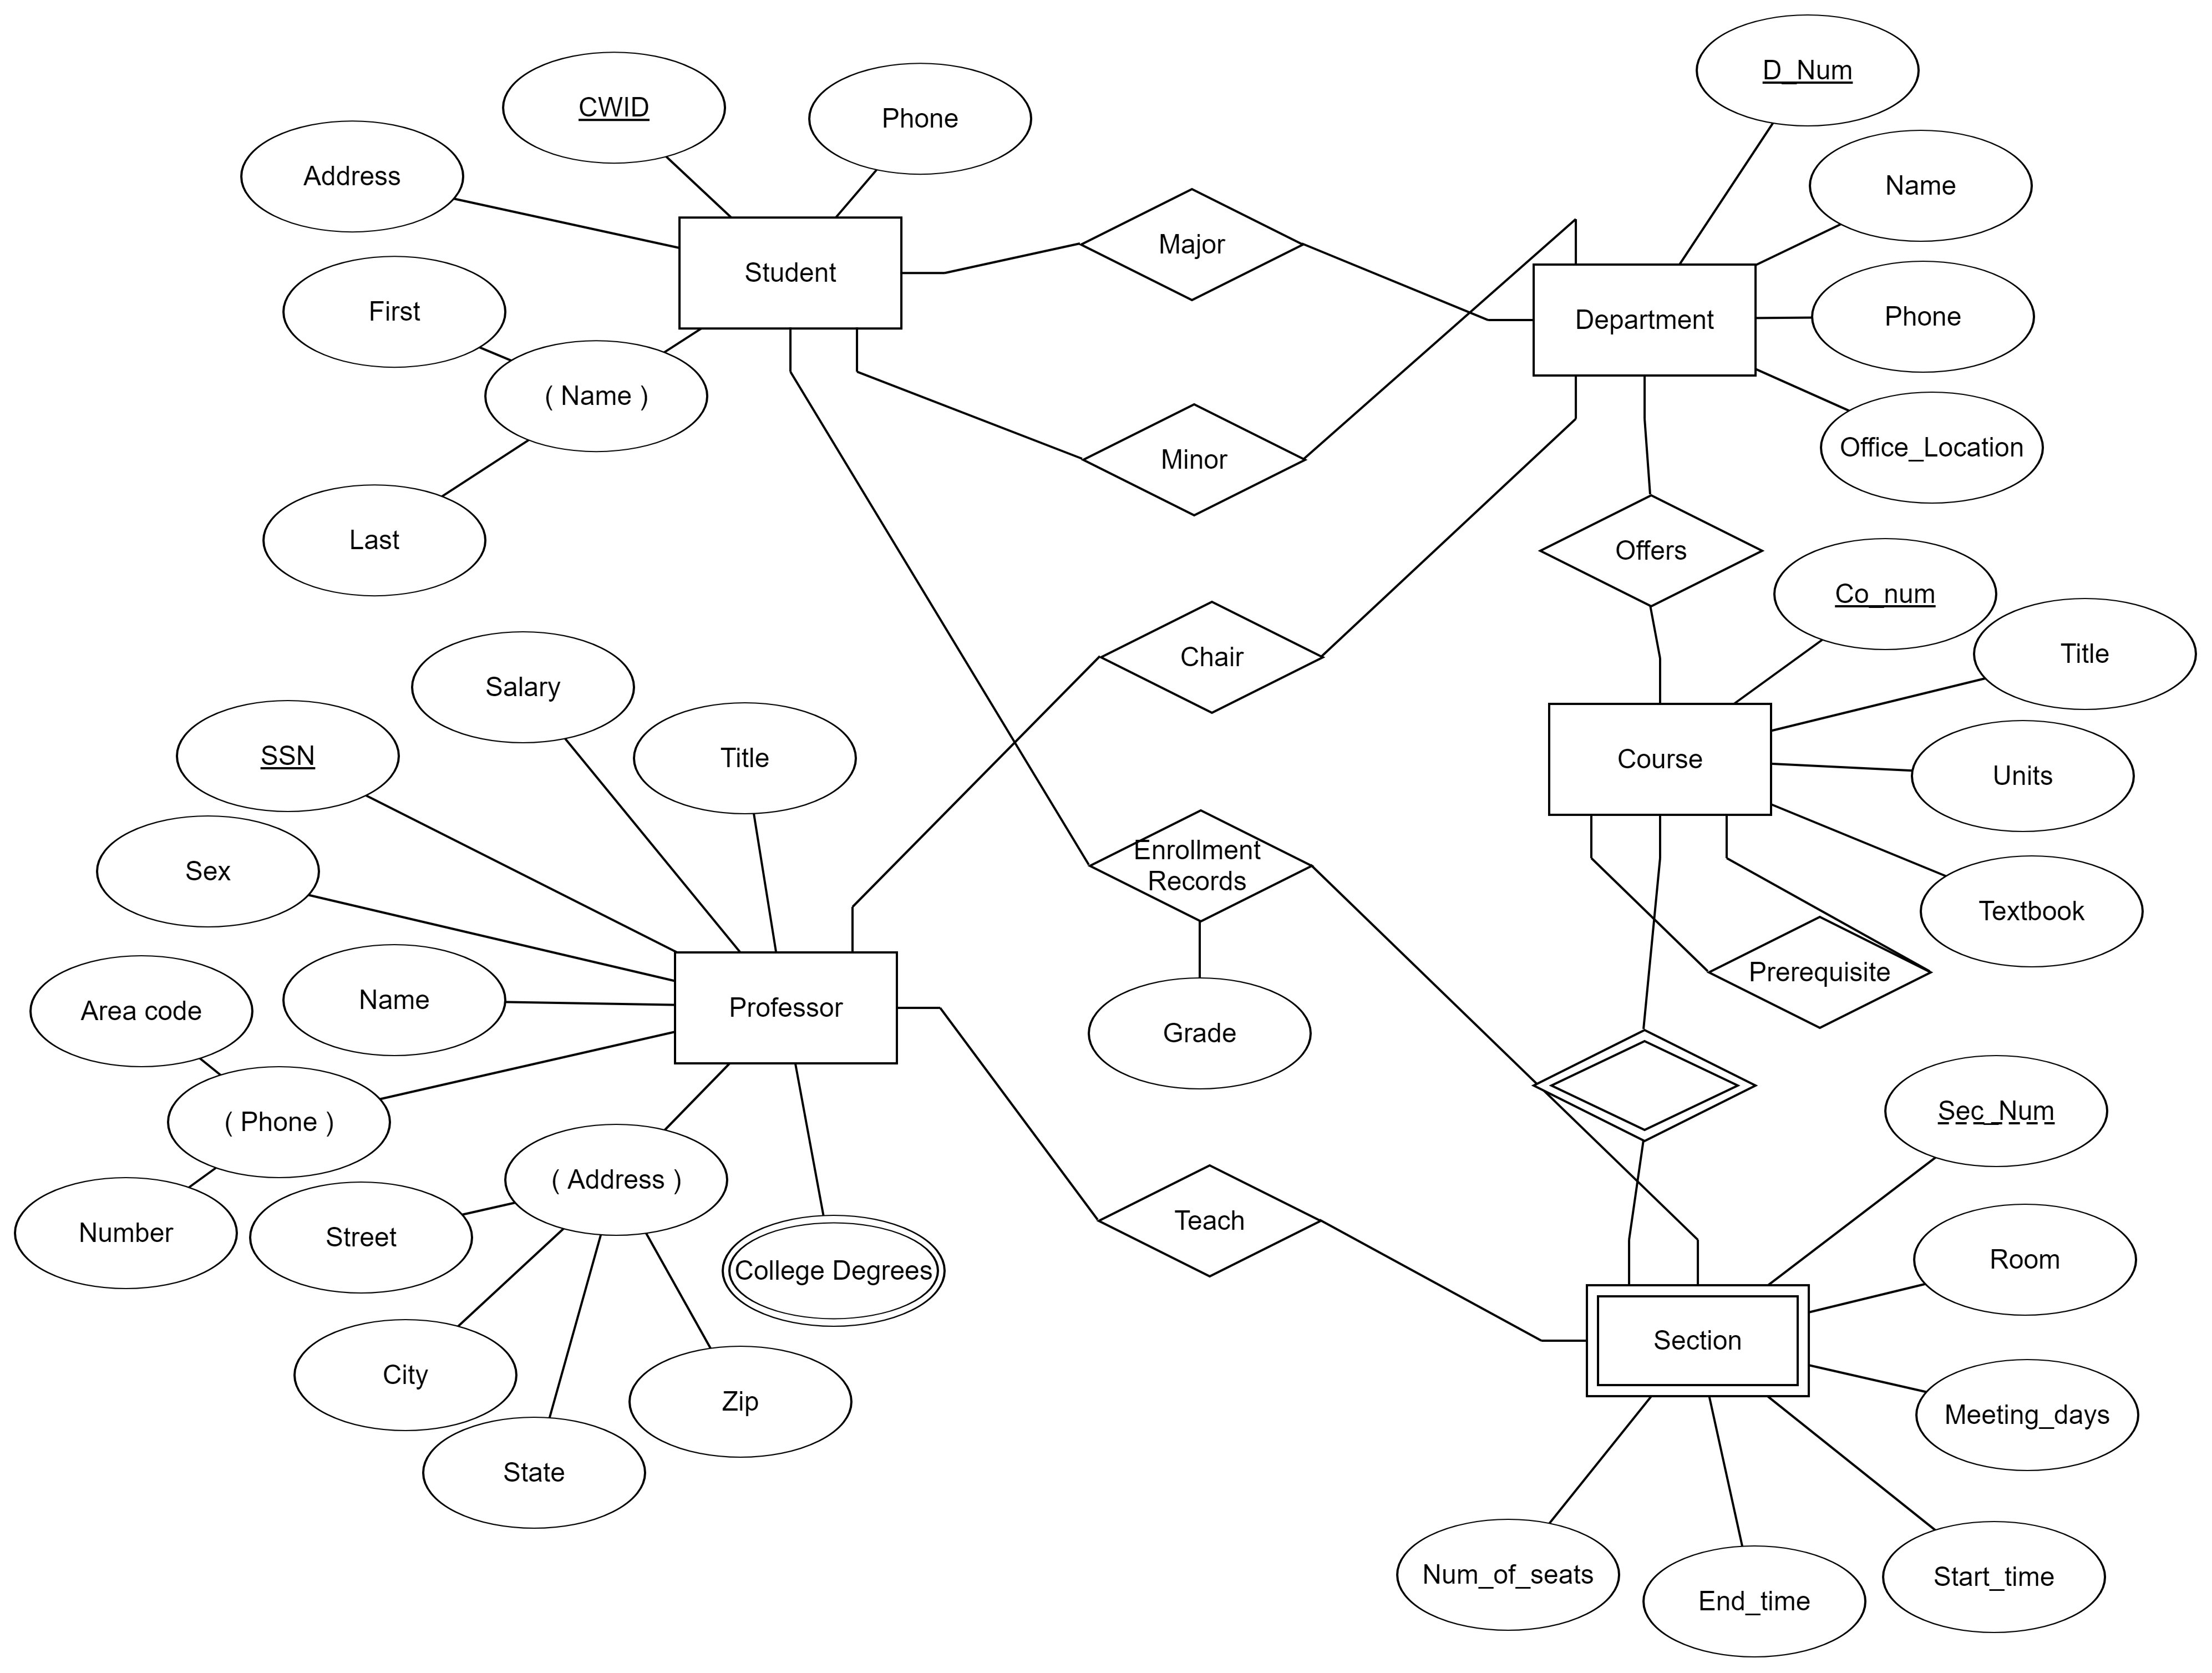 D_Num
CWID
Phone
Address
Name
Student
Major
First
Department
Phone
( Name )
Office_Location
Minor
Last
Offers
Co_num
Title
Chair
Salary
SSN
Title
Course
Units
Sex
Enrollment
Records
Textbook
Prerequisite
Area code
Name
Professor
Grade
( Phone )
Sec_Num
( Address )
Number
Street
Teach
Room
College Degrees
Section
City
Zip
Meeting_days
State
Num_of_seats
Start_time
End_time